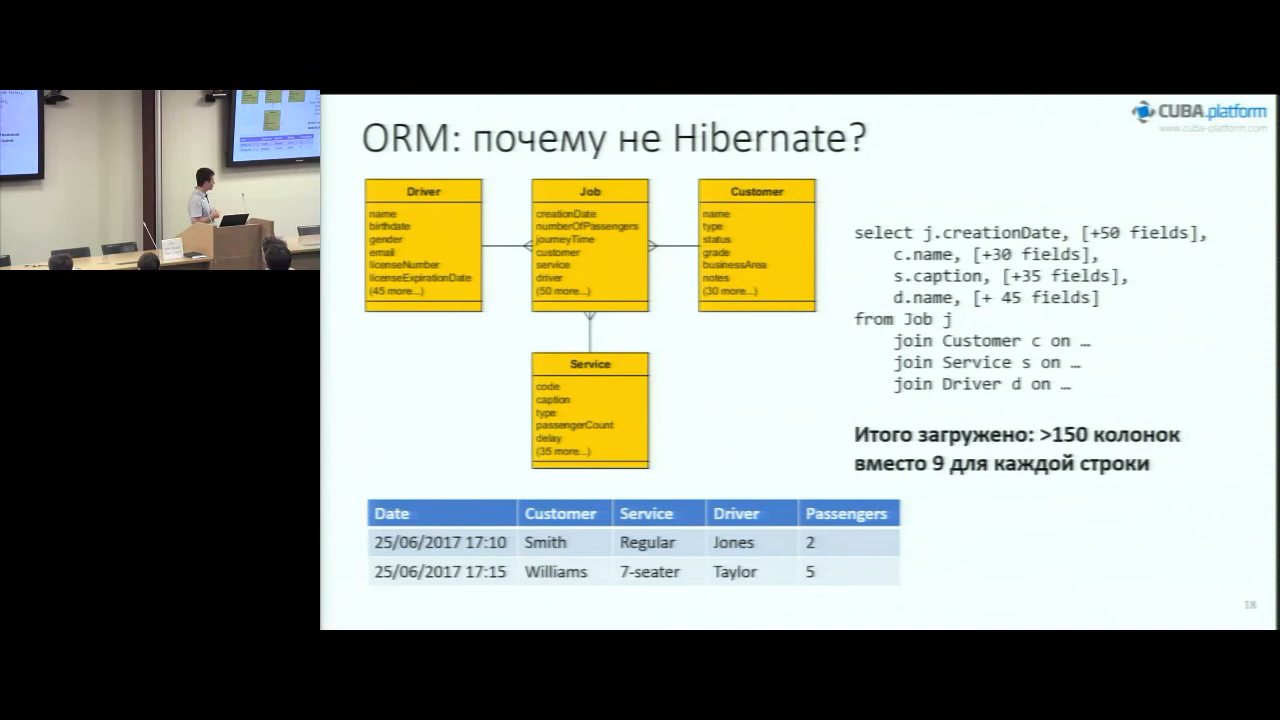 ORM: почему не Hibernate?
CUBA.platform
www.cuba-platform.com
Driver
name
birthdate
gender
email
licenseNumber
licenseExpirationDate
(45 more...)
Job
creationDate
numberOfPassengers
journeyTime
customer
service
driver
(50 more...)
Customer
name
type
status
grade
businessArea
notes
(30 more...)
Service
code
caption
type
passengerCount
delay
(35 more...)
select j.creationDate, [+50 fields],
c.name, [+30 fields],
s.caption, [+35 fields],
d.name, [+ 45 fields]
from Job j
join Customer c on …
join Service s on …
join Driver d on …
Итого загружено: >150 колонок
вместо 9 для каждой строки
Date Customer Service Driver Passengers
25/06/2017 17:10 Smith Regular Jones 2
25/06/2017 17:15 Williams 7-seater Taylor 5
18